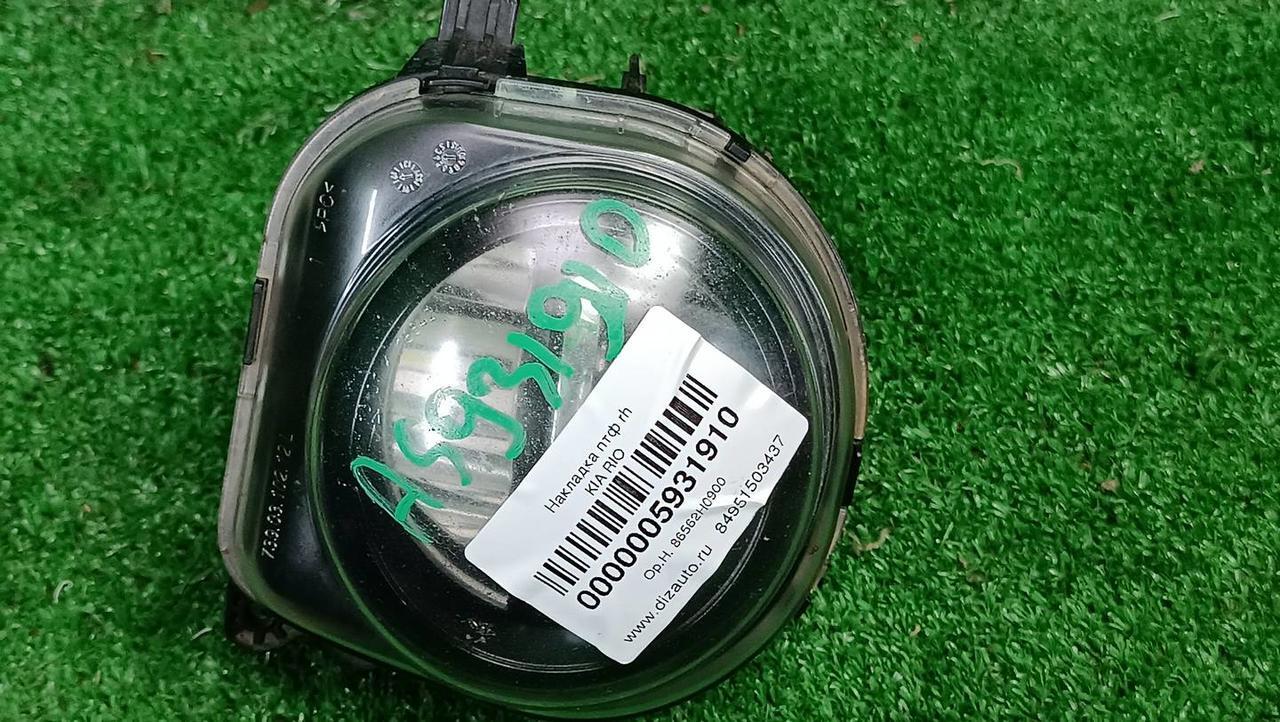 A5931910
Накладка птф rh
KIA RIO
0000005931910
Ор.Н. 86562H0900
www.dizauto.ru 84951503437